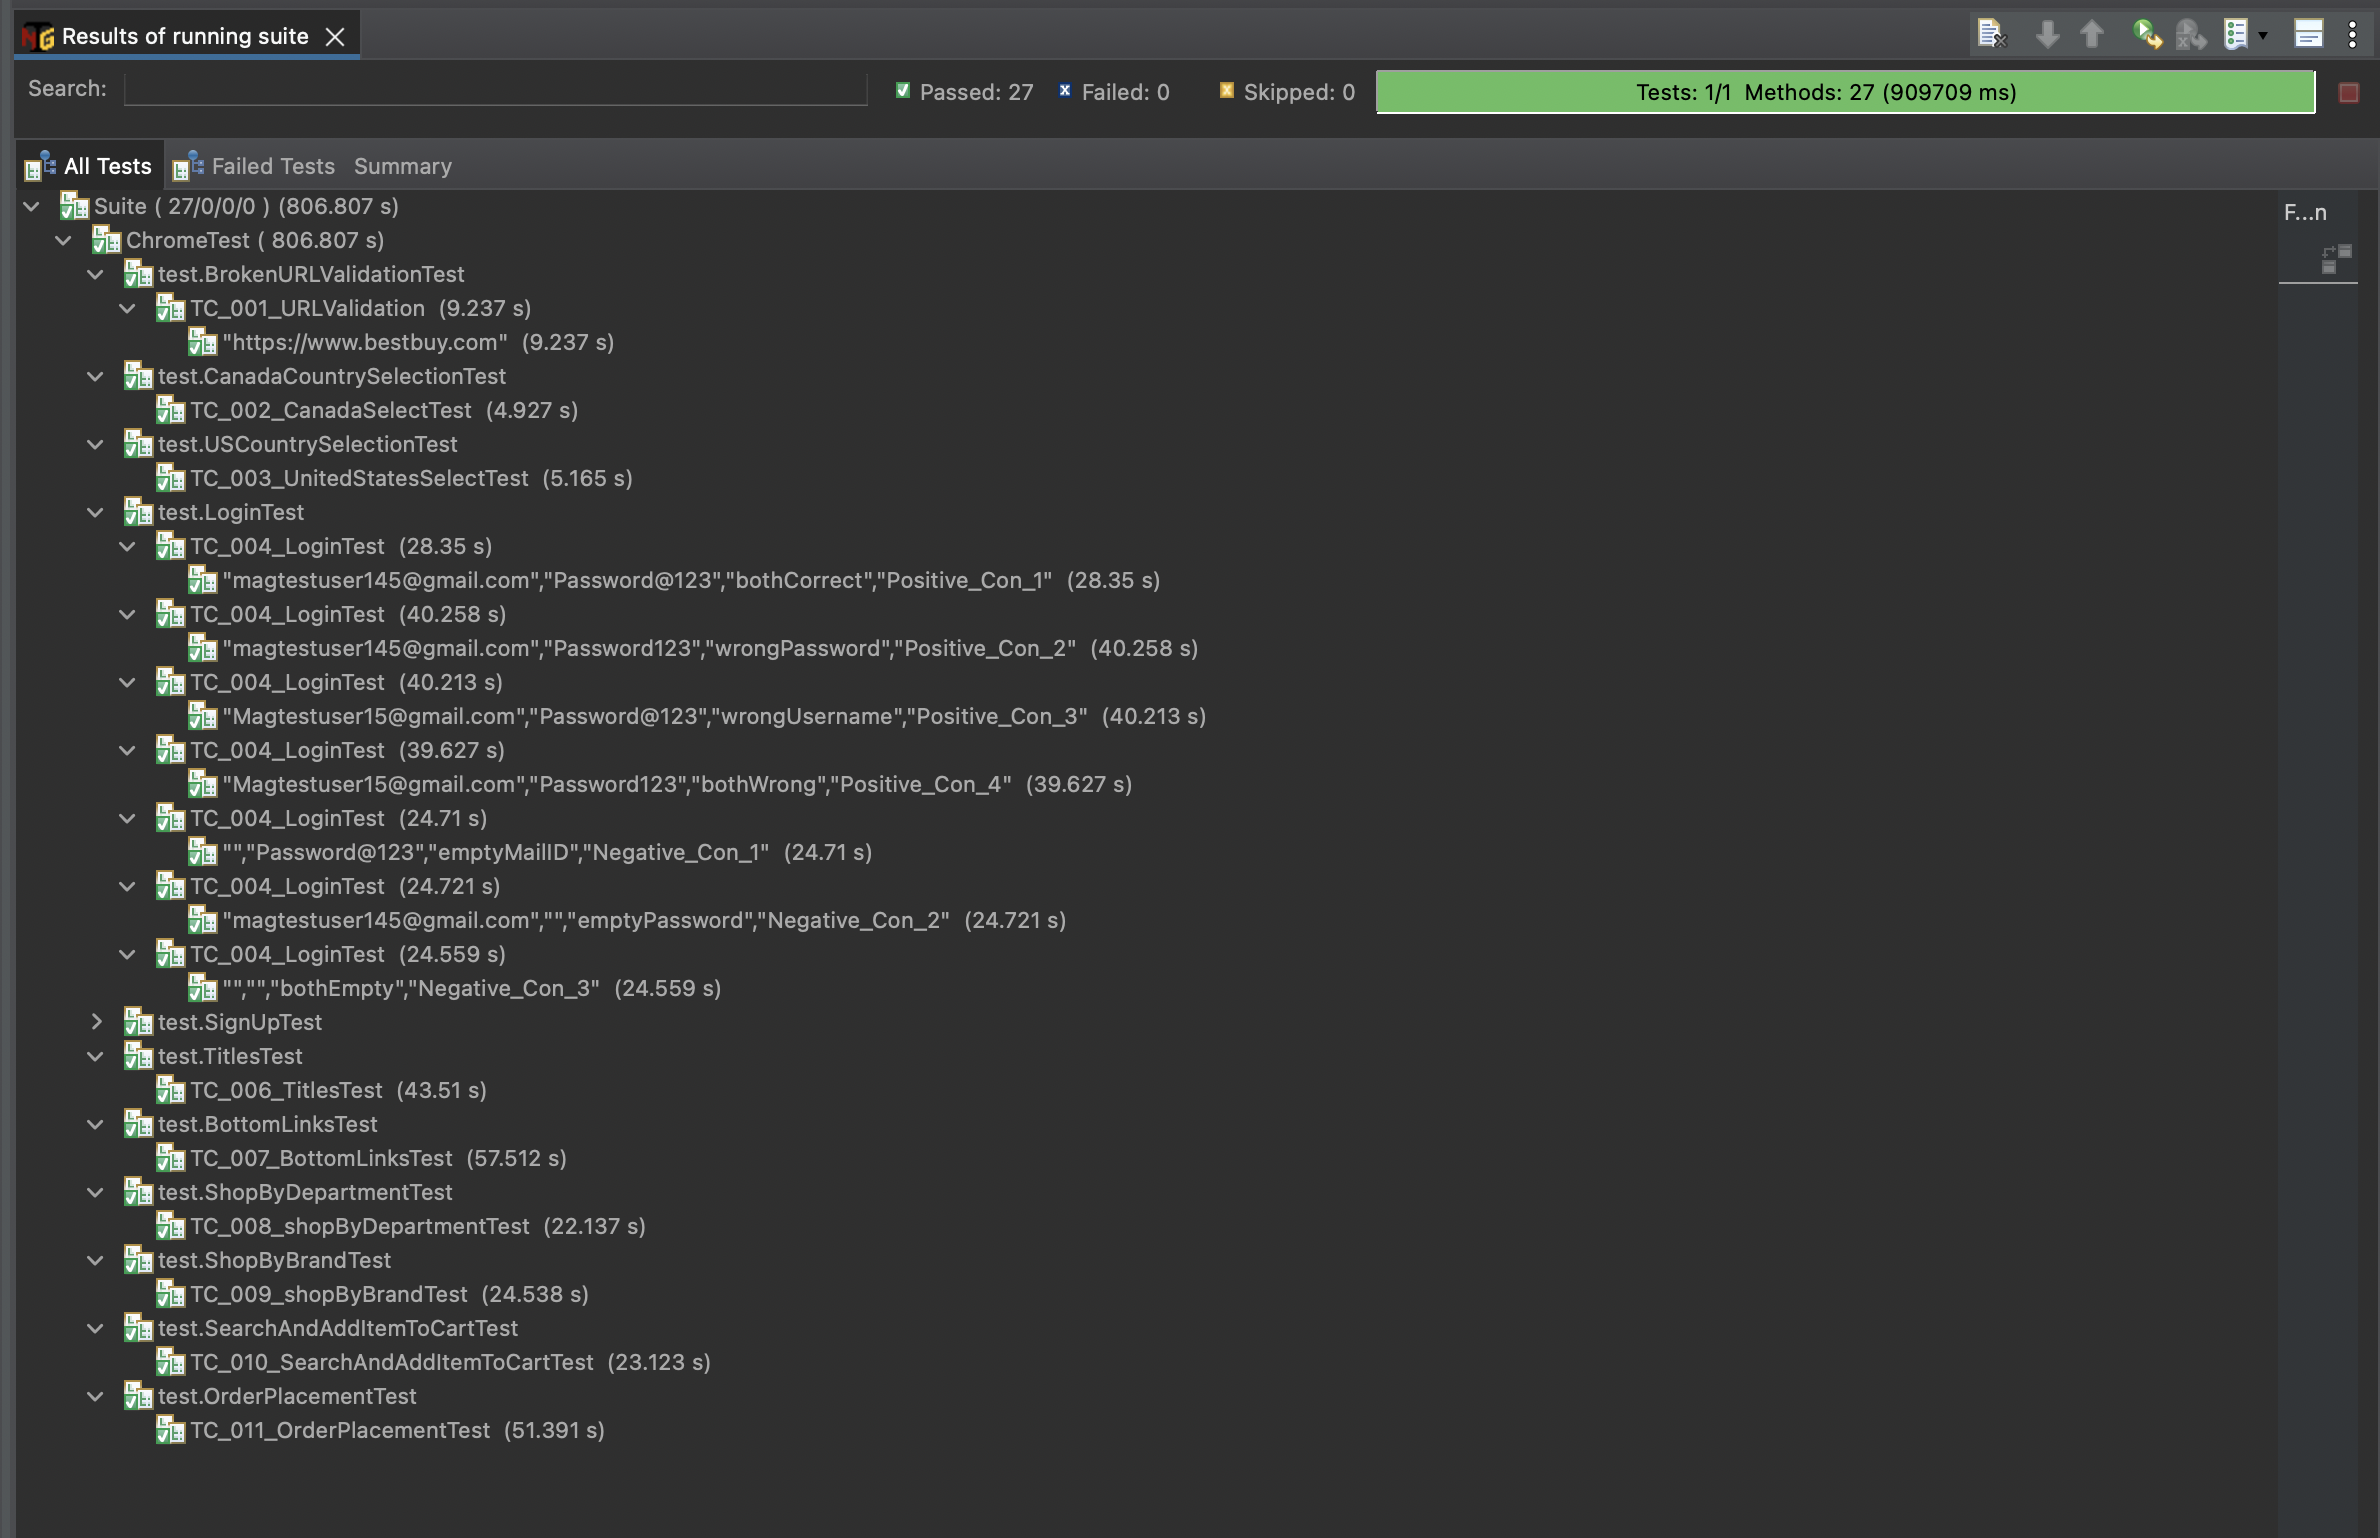 Results of running suite
Search:
Passed: 27 Failed: 0 Skipped: 0 Tests: 1/1 Methods: 27 (909709 ms)
All Tests Failed Tests Summary
F...n
Suite ( 27/0/0/0 ) (806.807 s)
ChromeTest ( 806.807 s)
test.BrokenURLValidationTest
TC_001_URLValidation (9.237 s)
"https://www.bestbuy.com" (9.237 s)
test.CanadaCountrySelectionTest
TC_002_CanadaSelectTest (4.927 s)
test.USCountrySelectionTest
TC_003_UnitedStatesSelectTest (5.165 s)
test.LoginTest
TC_004_LoginTest (28.35 s)
"magtestuser145@gmail.com","Password@123","bothCorrect","Positive_Con_1" (28.35 s)
TC_004_LoginTest (40.258 s)
"magtestuser145@gmail.com","Password123","wrongPassword","Positive_Con_2" (40.258 s)
TC_004_LoginTest (40.213 s)
"Magtestuser15@gmail.com","Password@123","wrongUsername","Positive_Con_3" (40.213 s)
TC_004_LoginTest (39.627 s)
"Magtestuser15@gmail.com","Password123","bothWrong","Positive_Con_4" (39.627 s)
TC_004_LoginTest (24.71 s)
"","Password@123","emptyMailID","Negative_Con_1" (24.71 s)
TC_004_LoginTest (24.721 s)
"magtestuser145@gmail.com","","emptyPassword","Negative_Con_2" (24.721 s)
TC_004_LoginTest (24.559 s)
"","","bothEmpty","Negative_Con_3" (24.559 s)
test.SignUpTest
test.TitlesTest
TC_006_TitlesTest (43.51 s)
test.BottomLinksTest
TC_007_BottomLinksTest (57.512 s)
test.ShopByDepartmentTest
TC_008_shopByDepartmentTest (22.137 s)
test.ShopByBrandTest
TC_009_shopByBrandTest (24.538 s)
test.SearchAndAddItemToCartTest
TC_010_SearchAndAddItemToCartTest (23.123 s)
test.OrderPlacementTest
TC_011_OrderPlacementTest (51.391 s)